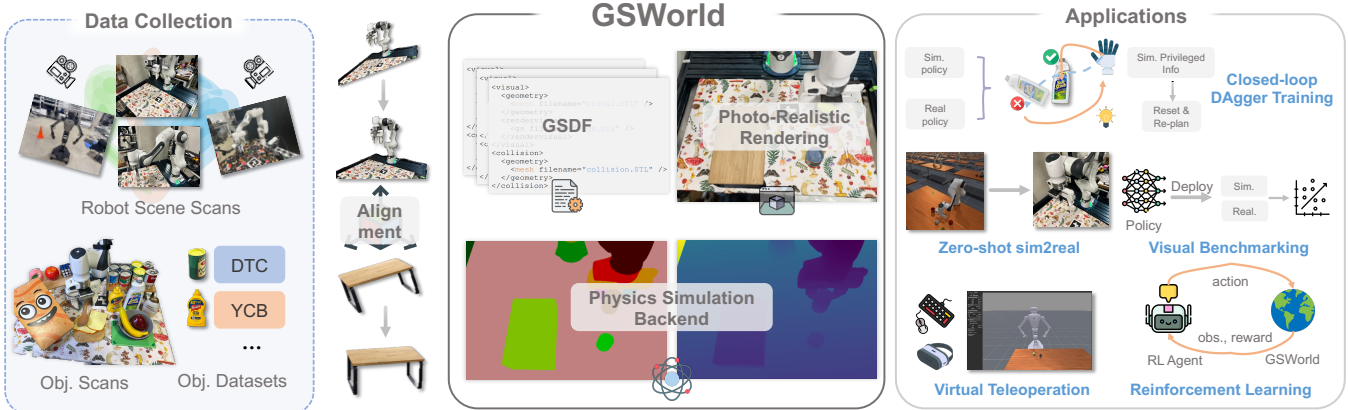 Data Collection
Robot Scene Scans
DTC
YCB
...
Obj. Scans
Obj. Datasets
Align
ment
GSWorld
<visual>
<visual>
<geometry>
GSDF
<collision>
<geometry>
<mesh filename="collision.STL" />
</geometry>
</collision>
Photo-Realistic
Rendering
Physics Simulation
Backend
Applications
Sim.
policy
Real
policy
Sim. Privileged
Info
Reset &
Re-plan
Closed-loop
DAgger Training
Zero-shot sim2real
Policy
Deploy
Sim.
Real.
Visual Benchmarking
Virtual Teleoperation
action
obs., reward
RL Agent
GSWorld
Reinforcement Learning